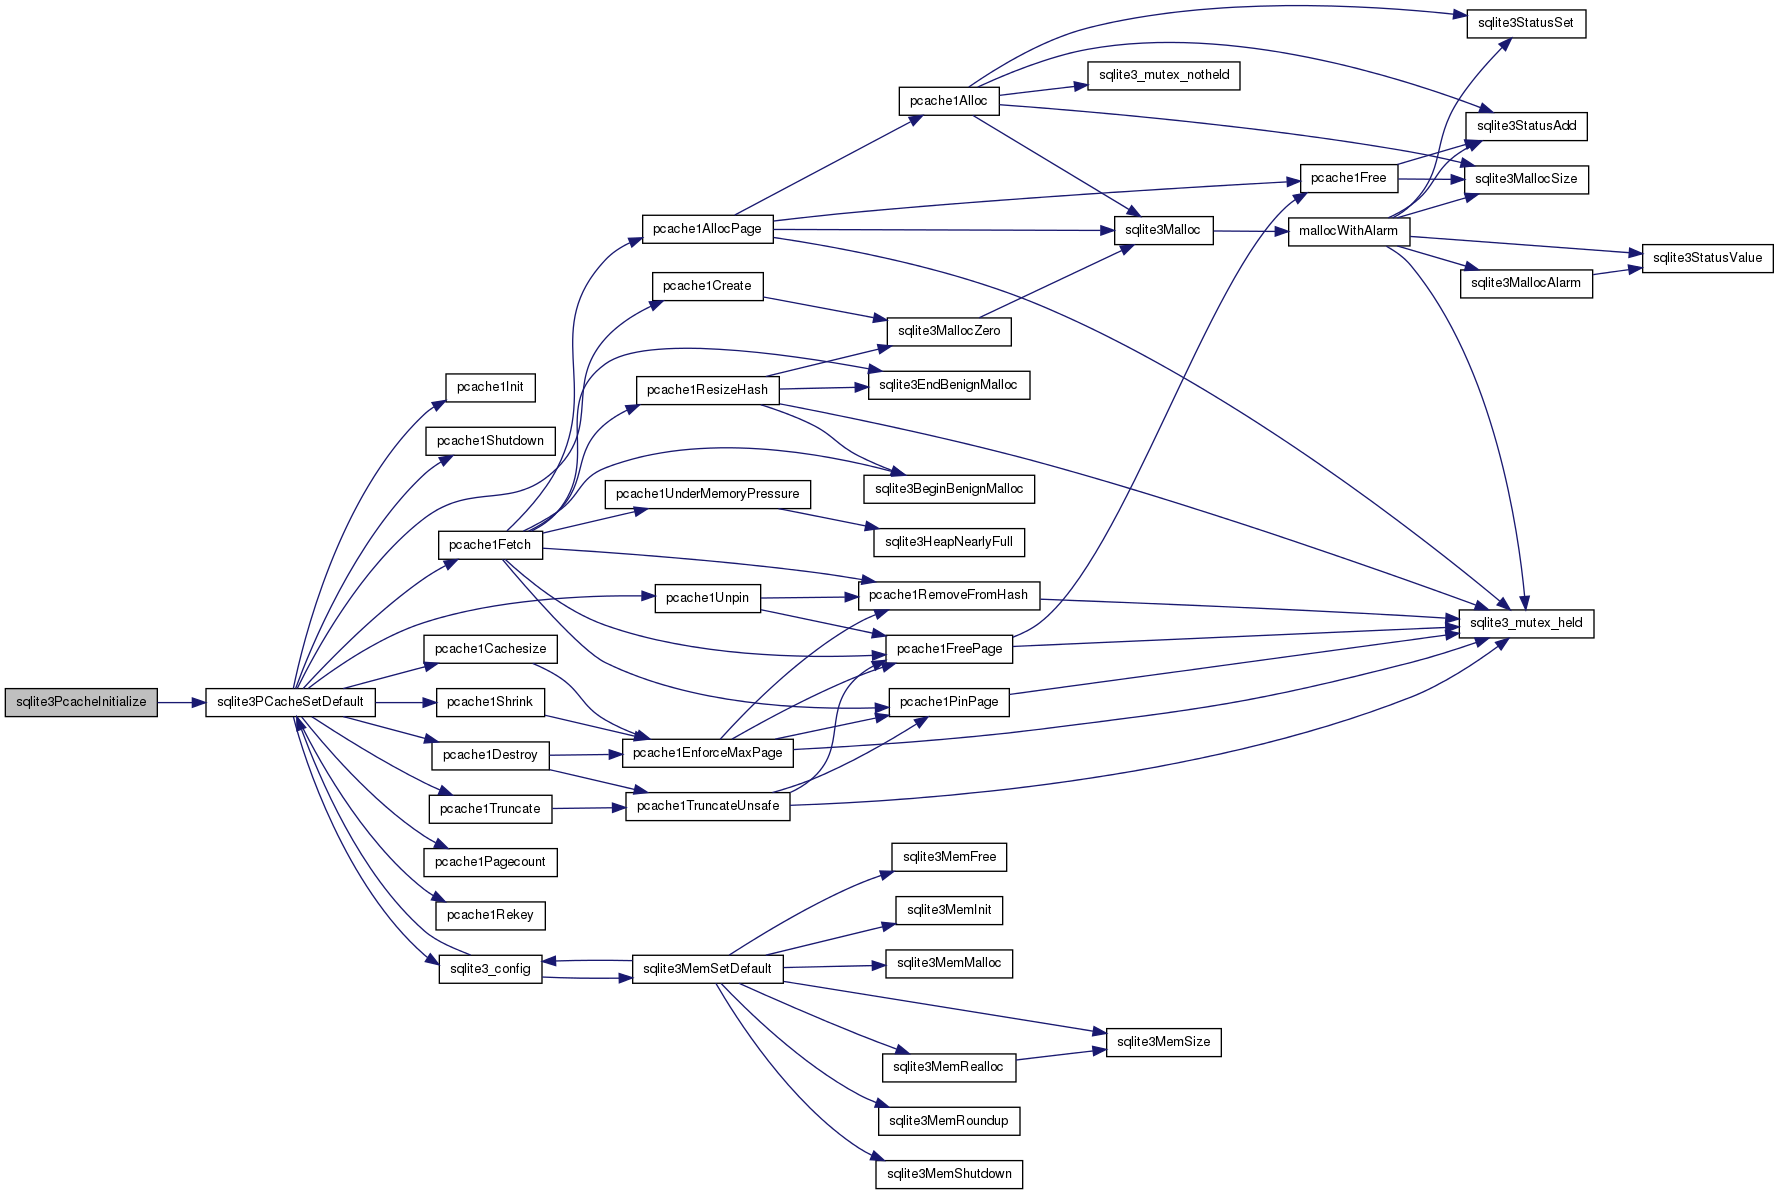 sqlite3StatusSet
sqlite3_mutex_notheld
pcache1Alloc
sqlite3StatusAdd
pcache1Free
sqlite3MallocSize
pcache1AllocPage
sqlite3Malloc
mallocWithAlarm
sqlite3StatusValue
pcache1Create
sqlite3MallocAlarm
sqlite3MallocZero
pcache1Init
pcache1ResizeHash
sqlite3EndBenignMalloc
pcache1Shutdown
sqlite3BeginBenignMalloc
pcache1UnderMemoryPressure
pcache1Fetch
sqlite3HeapNearlyFull
pcache1Unpin
pcache1RemoveFromHash
sqlite3_mutex_held
pcache1Cachesize
pcache1FreePage
sqlite3PcacheInitialize
sqlite3PCacheSetDefault
pcache1Shrink
pcache1PinPage
pcache1Destroy
pcache1EnforceMaxPage
pcache1Truncate
pcache1TruncateUnsafe
pcache1Pagecount
sqlite3MemFree
pcache1Rekey
sqlite3MemInit
sqlite3_config
sqlite3MemSetDefault
sqlite3MemMalloc
sqlite3MemSize
sqlite3MemRealloc
sqlite3MemRoundup
sqlite3MemShutdown